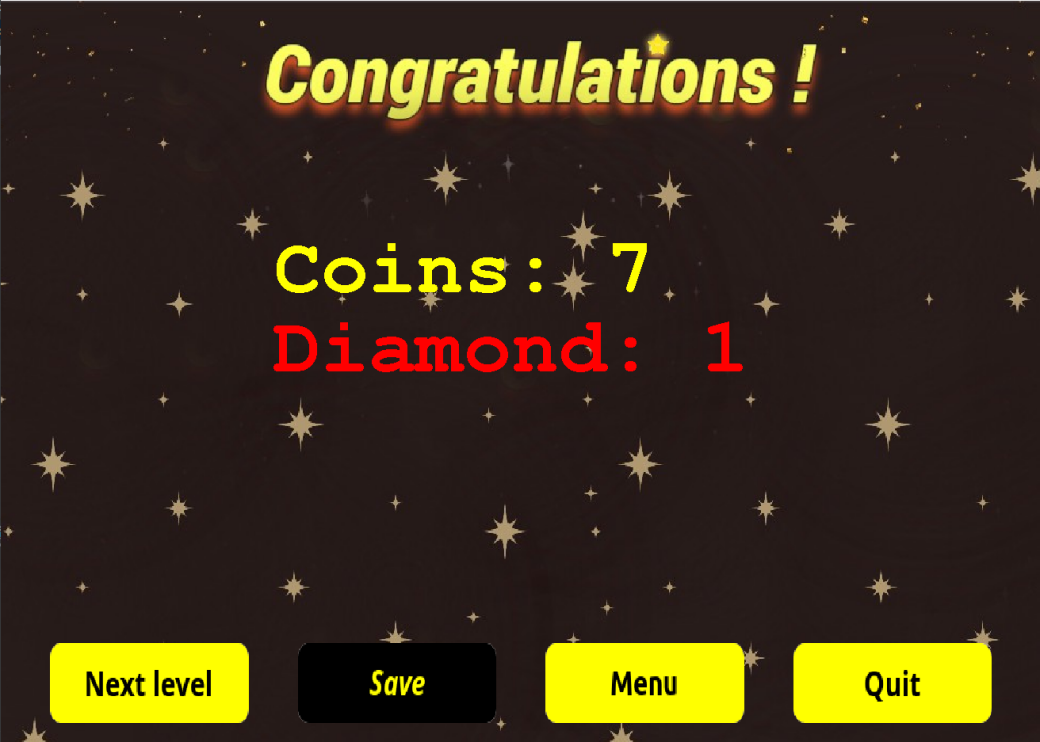 Congratulations !
Coins: 7
Diamond: 1
Next level Save Menu Quit